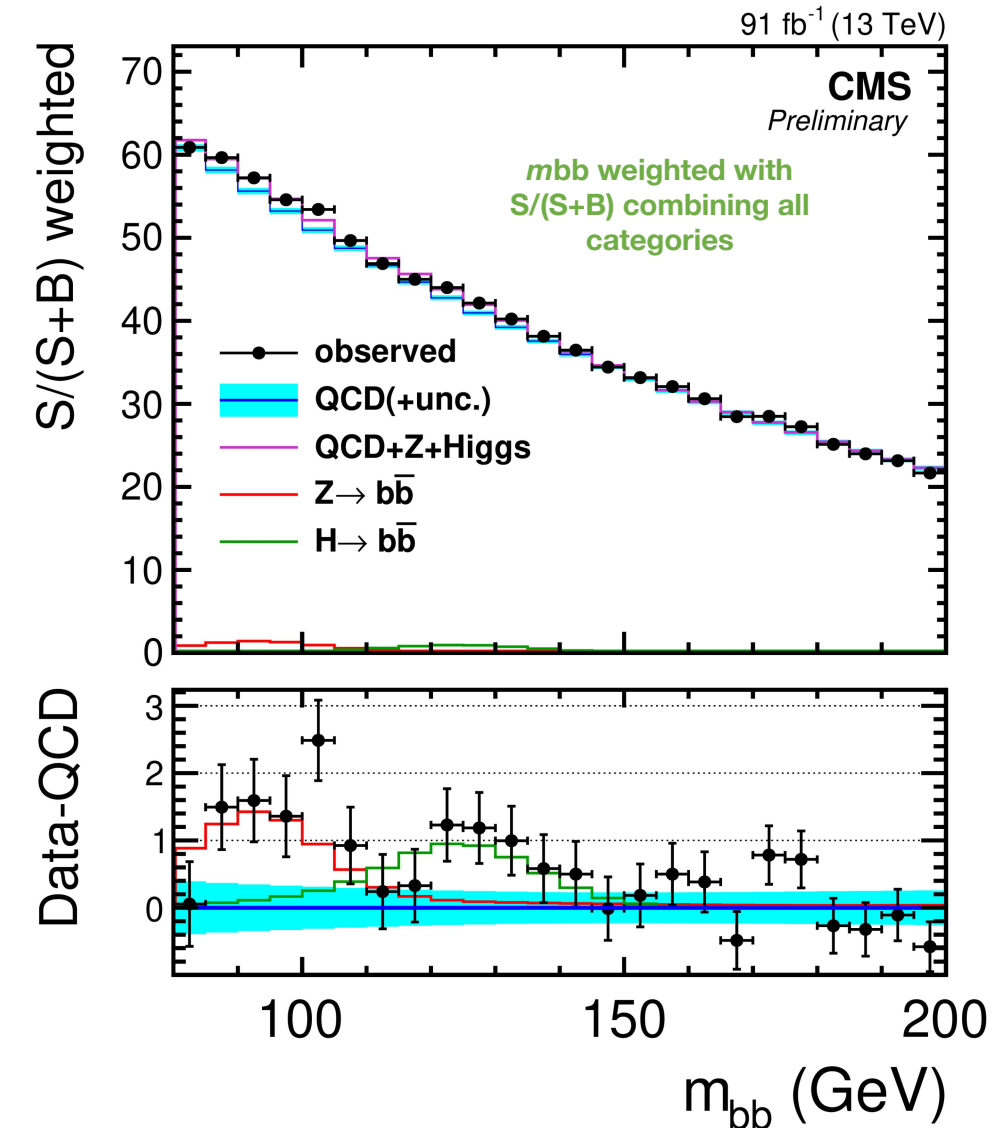 91 fb⁻¹ (13 TeV)
CMS
Preliminary
mbb weighted with
S/(S+B) combining all
categories
S/(S+B) weighted
70
60
50
40
30
20
10
0
observed
QCD(+unc.)
QCD+Z+Higgs
Z→ bb̅
H→ bb̅
Data-QCD
3
2
1
0
100
150
200
m_bb (GeV)